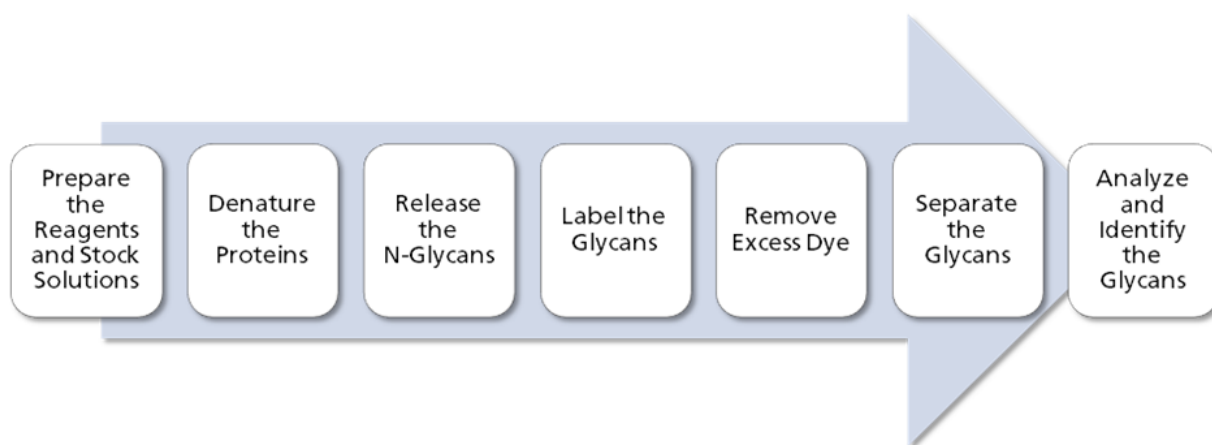 Prepare
the
Reagents
and Stock
Solutions
Denature
the
Proteins
Release
the
N-Glycans
Label the
Glycans
Remove
Excess Dye
Separate
the
Glycans
Analyze
and
Identify
the
Glycans